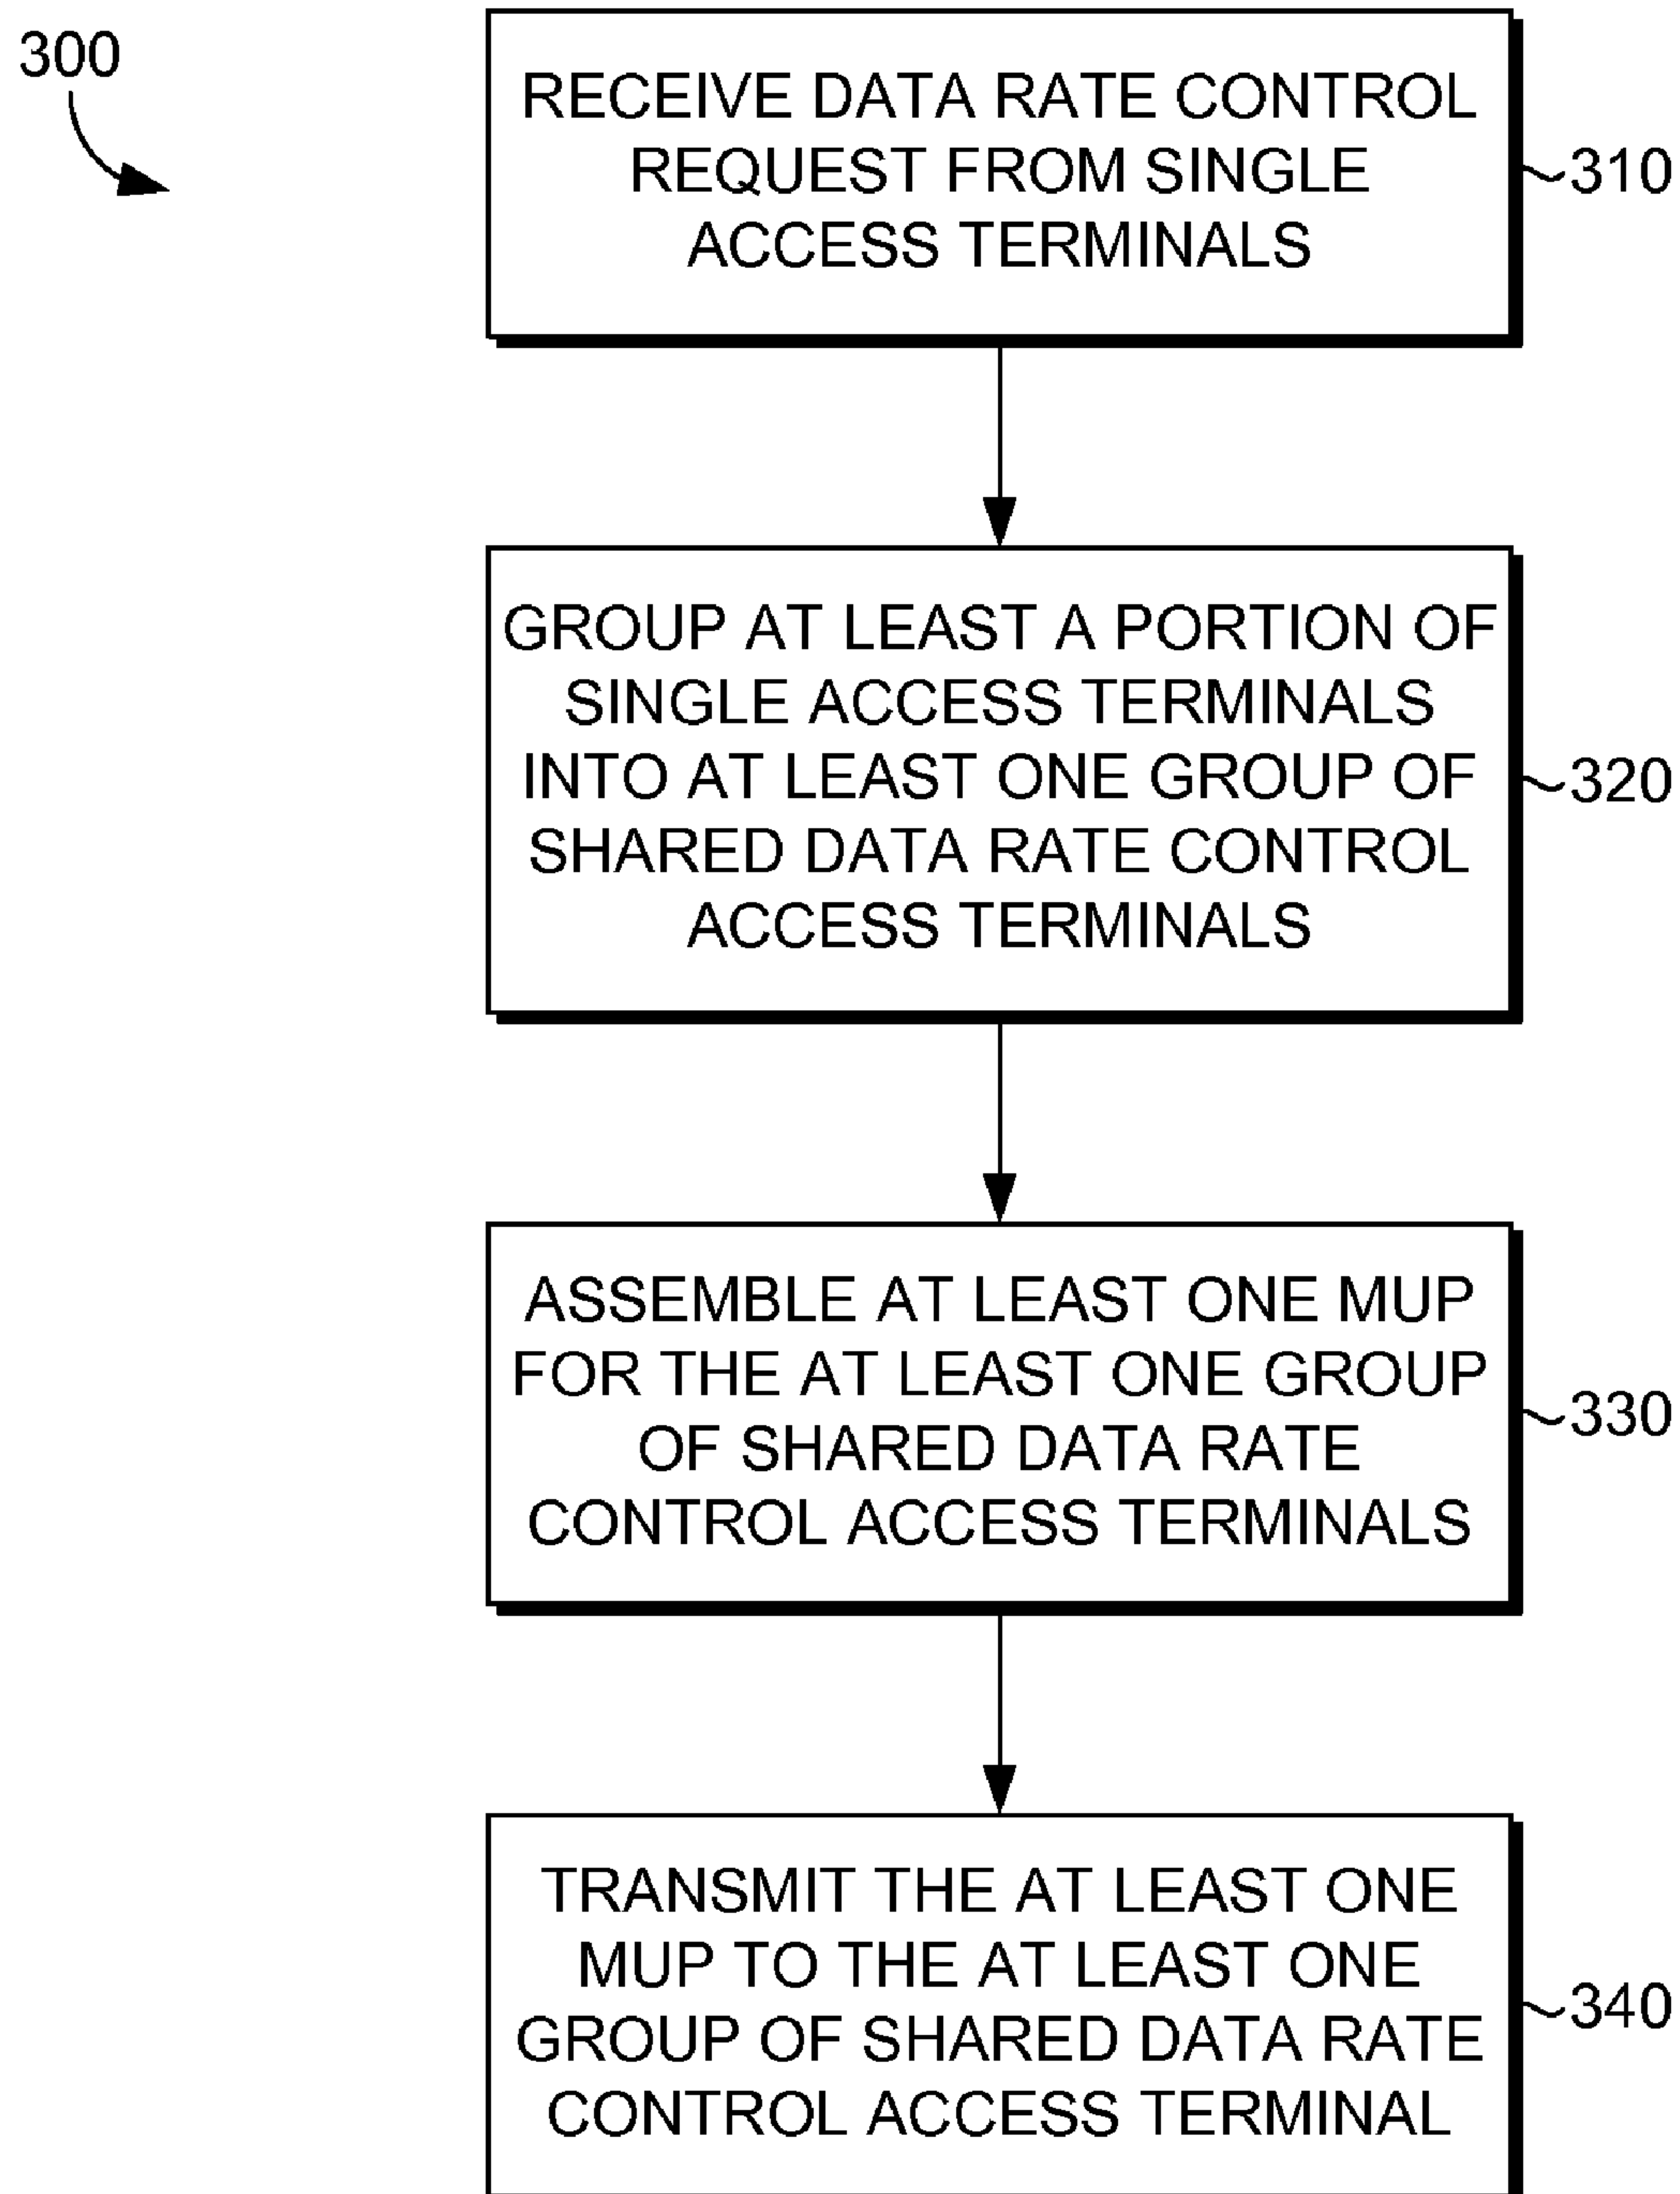 300
RECEIVE DATA RATE CONTROL
REQUEST FROM SINGLE
ACCESS TERMINALS
310
GROUP AT LEAST A PORTION OF
SINGLE ACCESS TERMINALS
INTO AT LEAST ONE GROUP OF
SHARED DATA RATE CONTROL
ACCESS TERMINALS
320
ASSEMBLE AT LEAST ONE MUP
FOR THE AT LEAST ONE GROUP
OF SHARED DATA RATE
CONTROL ACCESS TERMINALS
330
TRANSMIT THE AT LEAST ONE
MUP TO THE AT LEAST ONE
GROUP OF SHARED DATA RATE
CONTROL ACCESS TERMINAL
340